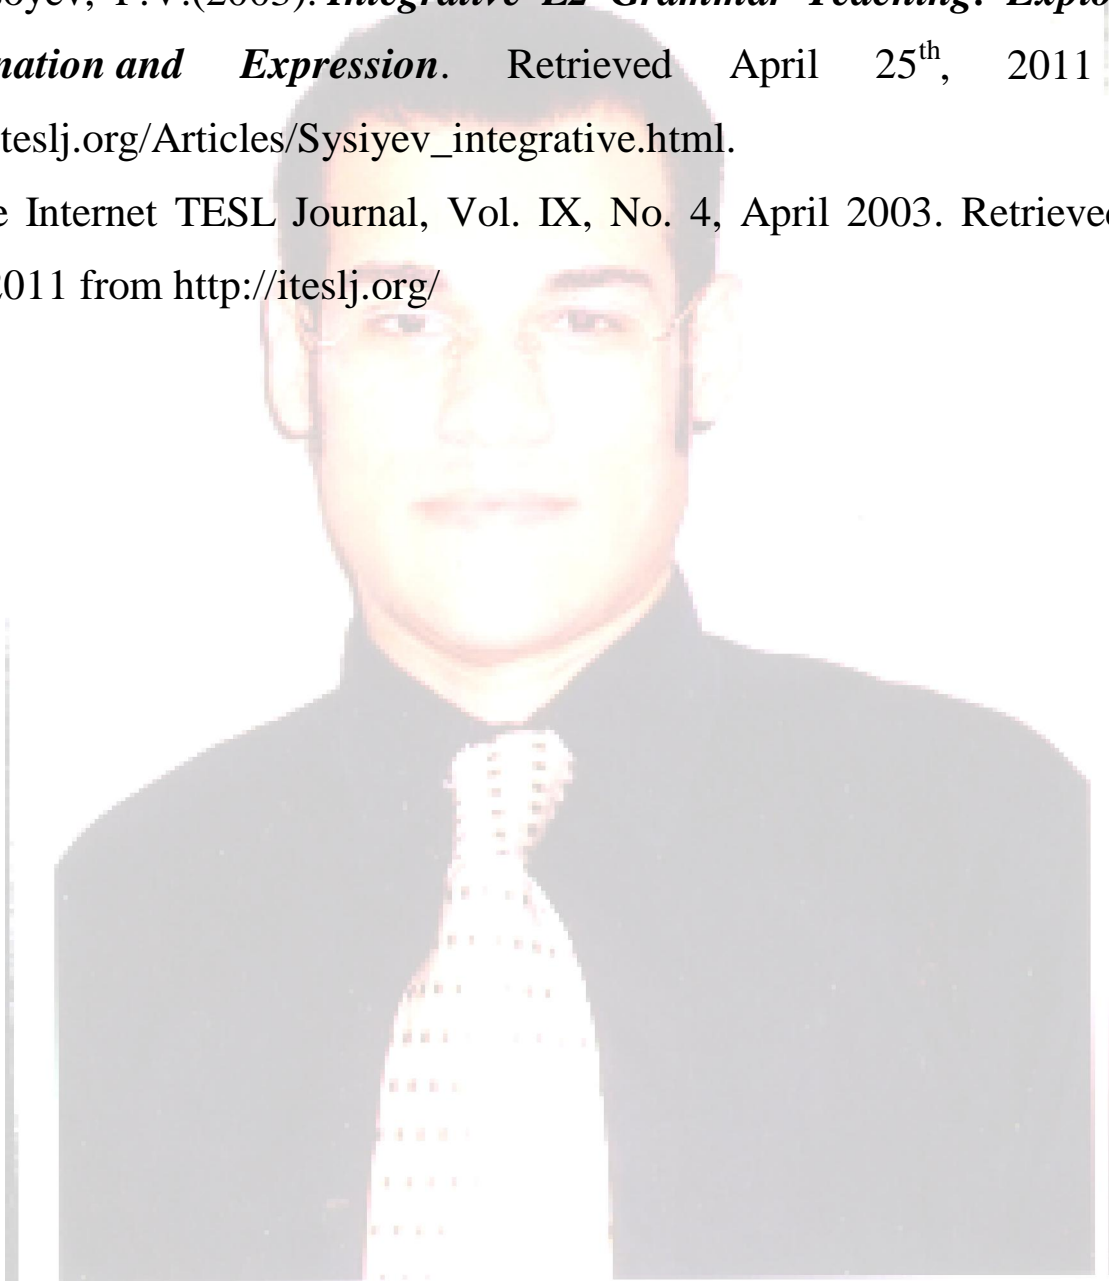 soyev, P.V.(2003). Integrative L2 Grammar Teaching: Explo
nation and Expression. Retrieved April 25th, 2011
teslj.org/Articles/Sysiyev_integrative.html.
e Internet TESL Journal, Vol. IX, No. 4, April 2003. Retrieved
2011 from http://iteslj.org/